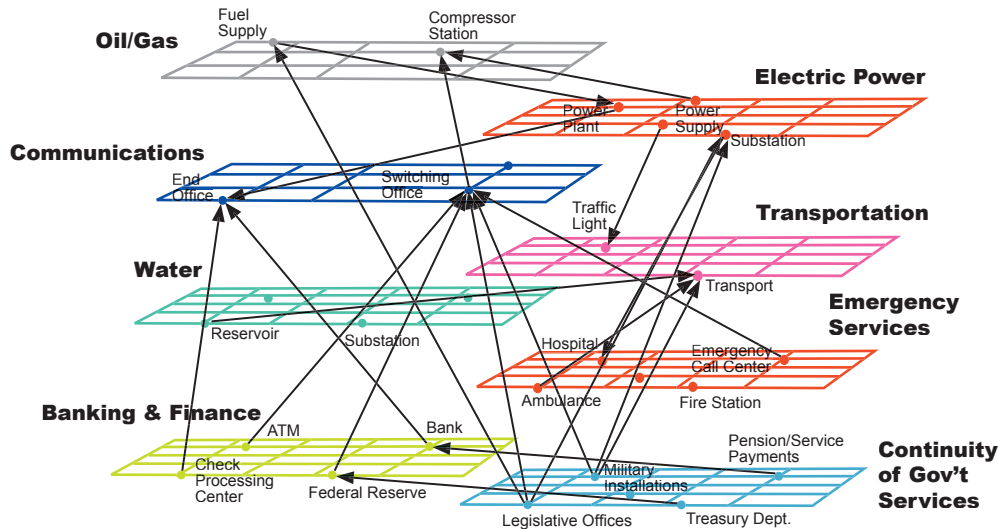 Oil/Gas
Fuel
Supply
Compressor
Station
Electric Power
Power
Plant
Power
Supply
Substation
Communications
End
Office
Switching
Office
Traffic
Light
Transportation
Water
Transport
Reservoir
Substation
Emergency
Services
Hospital
Emergency
Call Center
Ambulance
Fire Station
Banking & Finance
ATM
Bank
Check
Processing
Center
Federal Reserve
Pension/Service
Payments
Continuity
of Gov't
Services
Military
Installations
Legislative Offices
Treasury Dept.